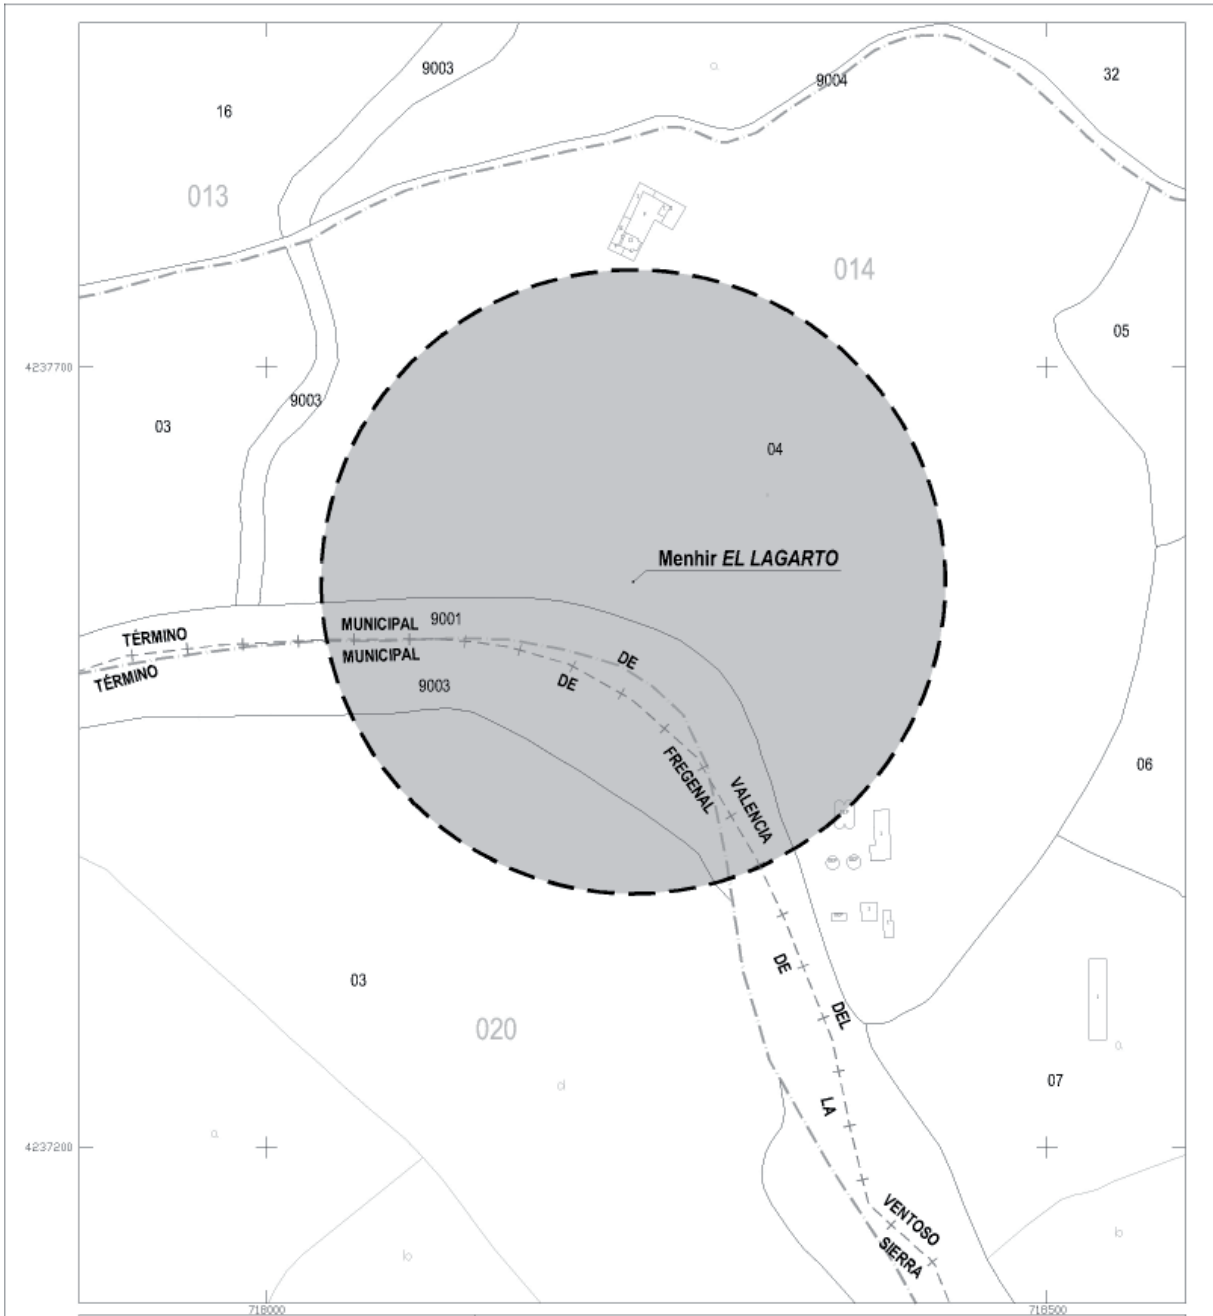 9003
a
9004
32
16
013
014
05
4237700
9003
03
04
Menhir EL LAGARTO
TÉRMINO MUNICIPAL DE VALENCIA DEL VENTOSO
9001
TÉRMINO MUNICIPAL DE FREGENAL DE LA SIERRA
9003
06
03
020
07
a
d
a
4237200
b
b
718000
718500